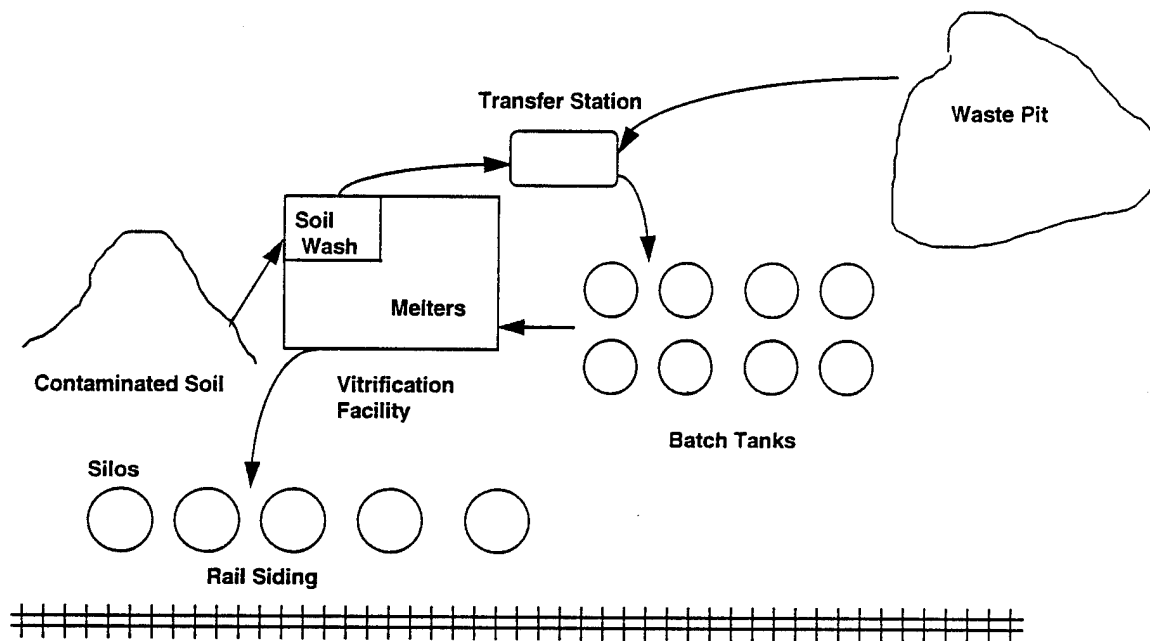 Transfer Station
Waste Pit
Soil
Wash
Melters
Contaminated Soil
Vitrification
Facility
Batch Tanks
Silos
Rail Siding